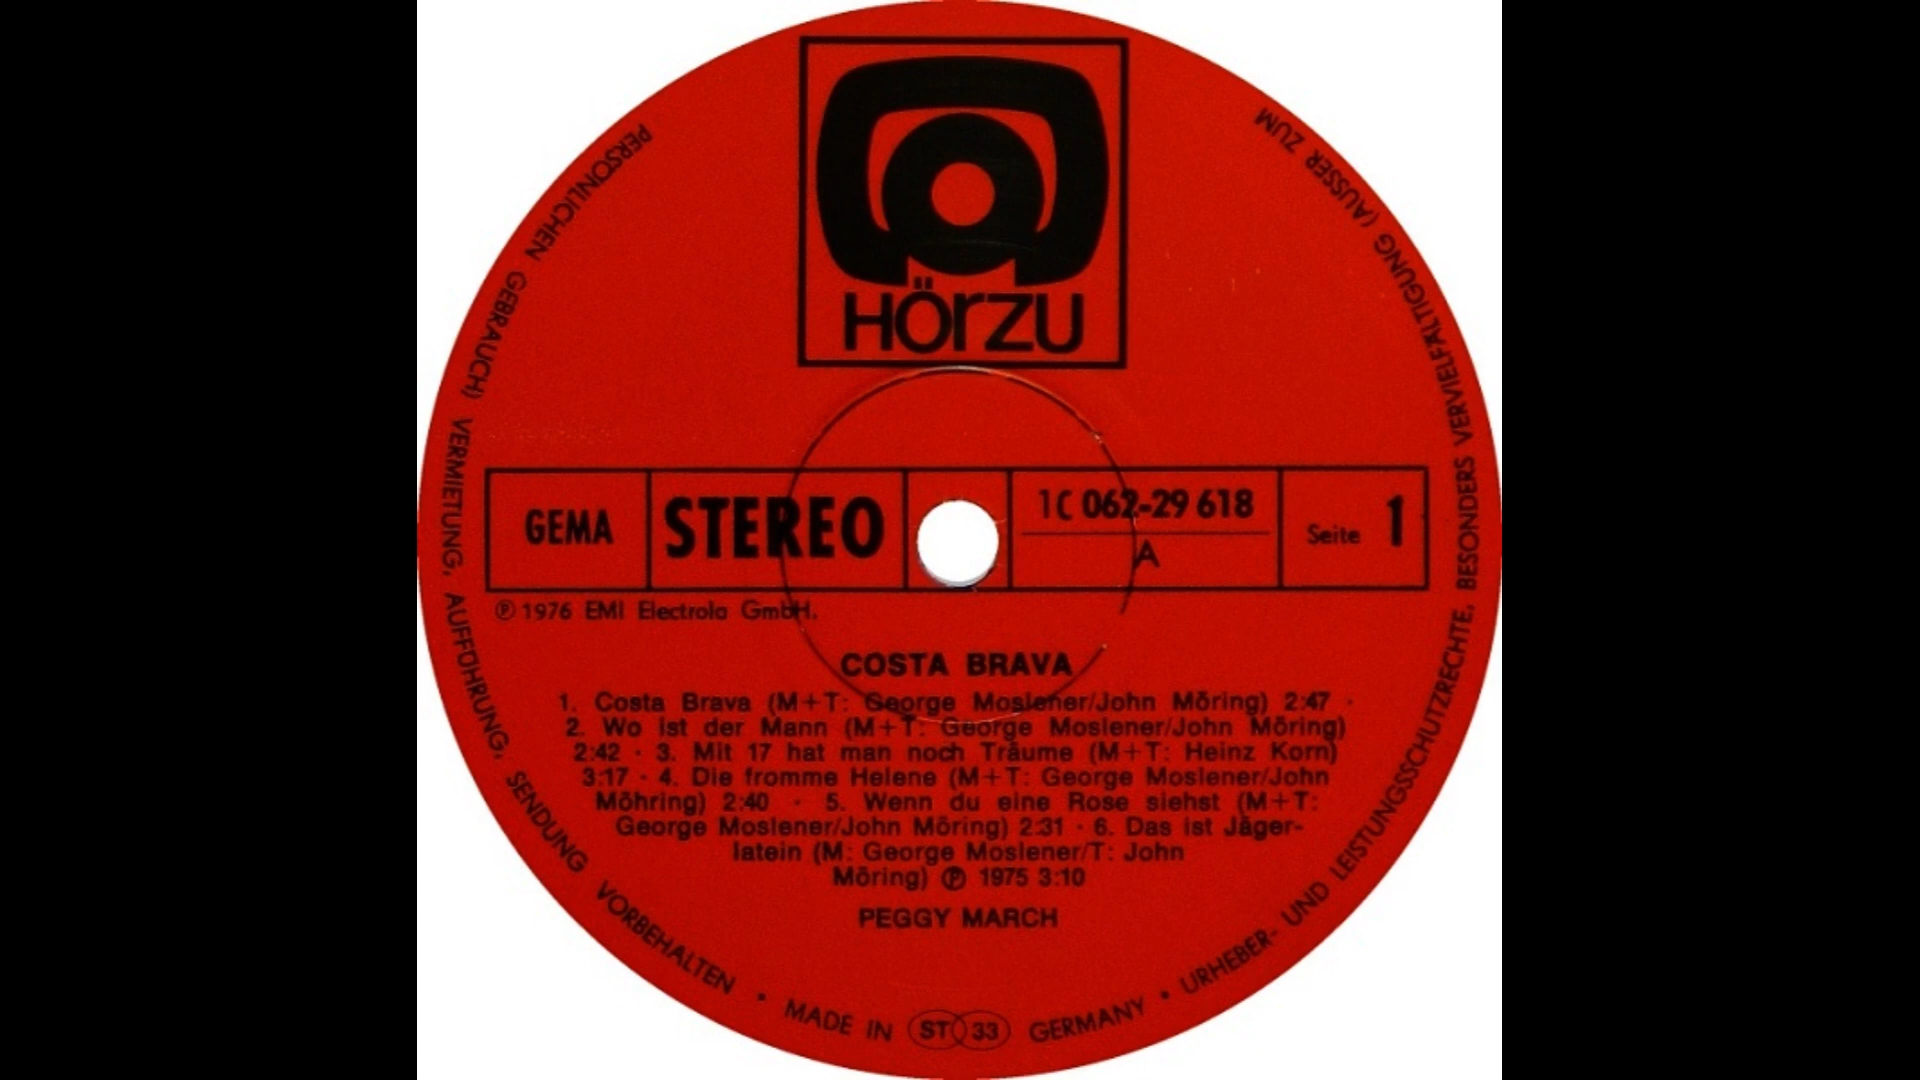 HÖRZU
GEMA
STEREO
1C 062-29 618
A
Seite 1
℗ 1976 EMI Electrola GmbH.
COSTA BRAVA
1. Costa Brava (M+T: George Moslener/John Möring) 2:47 ·
2. Wo ist der Mann (M+T: George Moslener/John Möring)
2:42 · 3. Mit 17 hat man noch Träume (M+T: Heinz Korn)
3:17 · 4. Die fromme Helene (M+T: George Moslener/John
Möhring) 2:40 · 5. Wenn du eine Rose siehst (M+T:
George Moslener/John Möring) 2:31 · 6. Das ist Jäger-
latein (M: George Moslener/T: John
Möring) ℗ 1975 3:10
PEGGY MARCH
URHEBER- UND LEISTUNGSSCHUTZRECHTE, BESONDERS VERVIELFÄLTIGUNG (AUSSER ZUM
PERSÖNLICHEN GEBRAUCH) VERMIETUNG, AUFFÜHRUNG, SENDUNG VORBEHALTEN •
MADE IN ST 33 GERMANY •